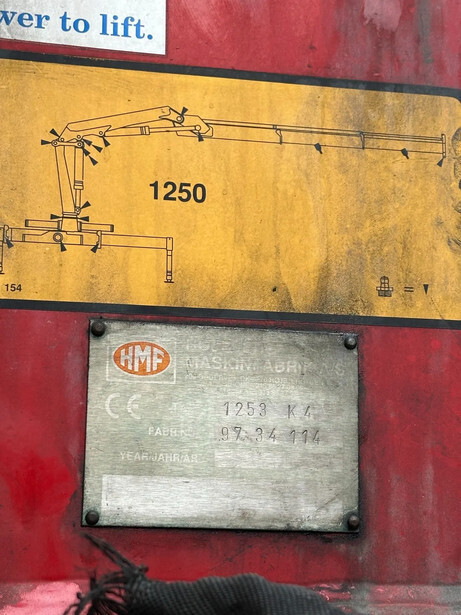 wer to lift.
1250
154
=
HMF
MASKINFABRIK
CE
1253 K4
FABR.
97 34 114
YEAR/JAHR/AR